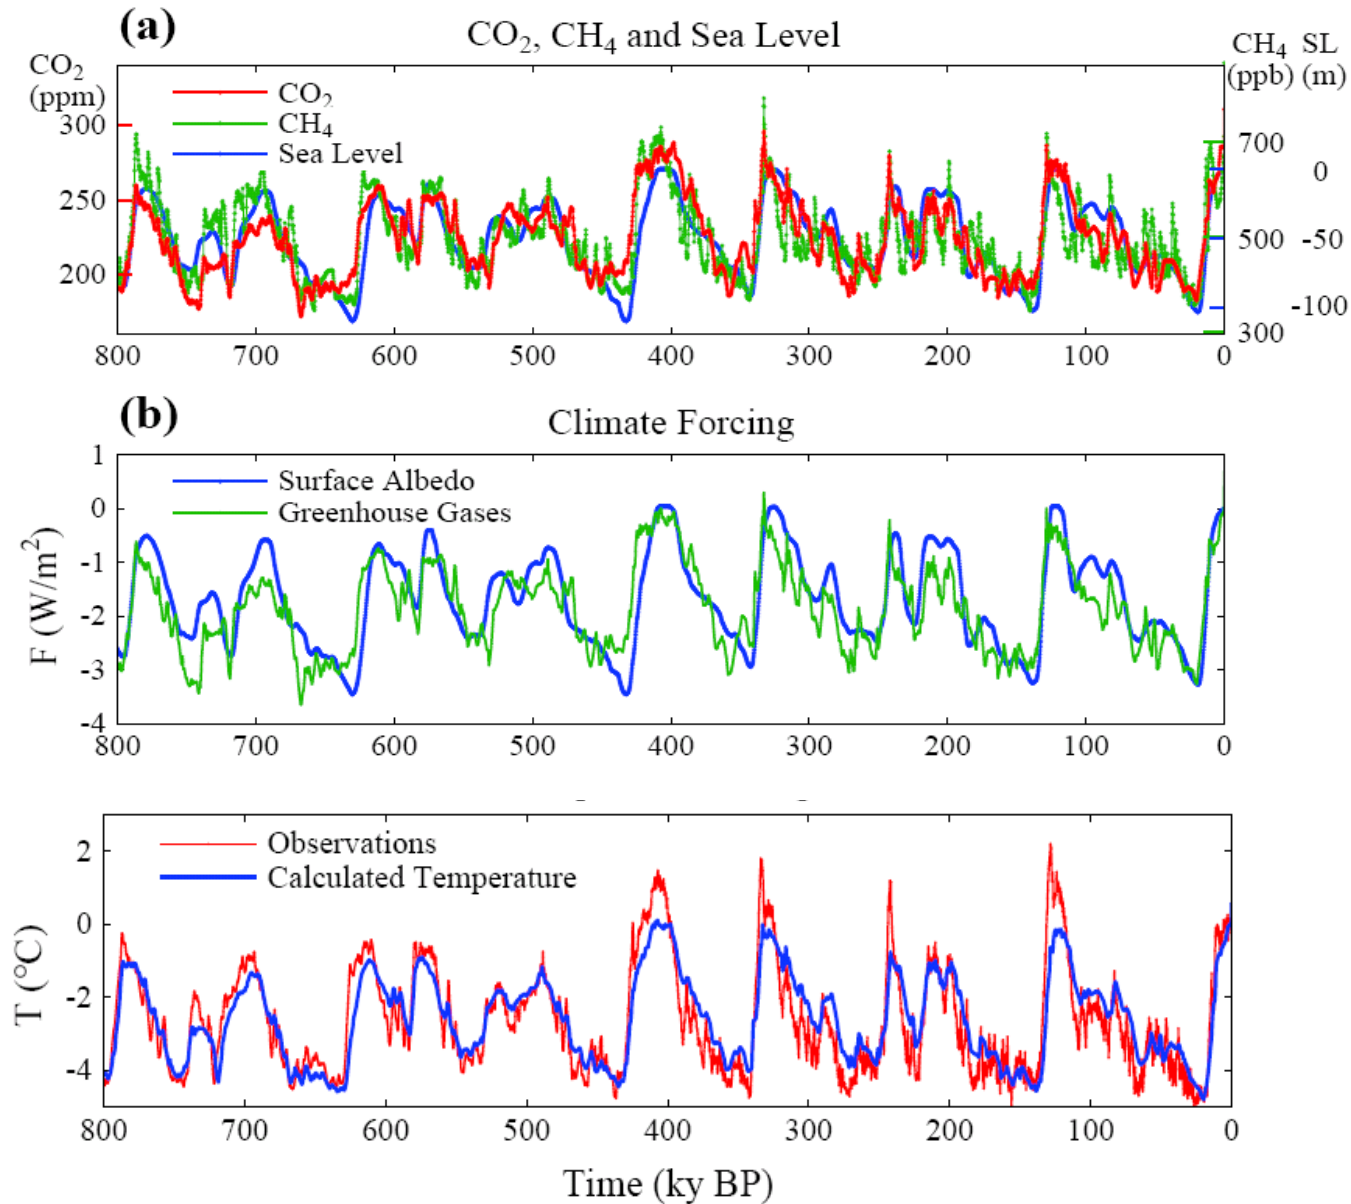 (a)
CO₂, CH₄ and Sea Level
CO₂ (ppm)
CH₄ (ppb)
SL (m)
CO₂
CH₄
Sea Level
300
250
200
700
500
300
0
-50
-100
800 700 600 500 400 300 200 100 0
(b)
Climate Forcing
Surface Albedo
Greenhouse Gases
F (W/m²)
1
0
-1
-2
-3
-4
800 700 600 500 400 300 200 100 0
Observations
Calculated Temperature
T (°C)
2
0
-2
-4
800 700 600 500 400 300 200 100 0
Time (ky BP)